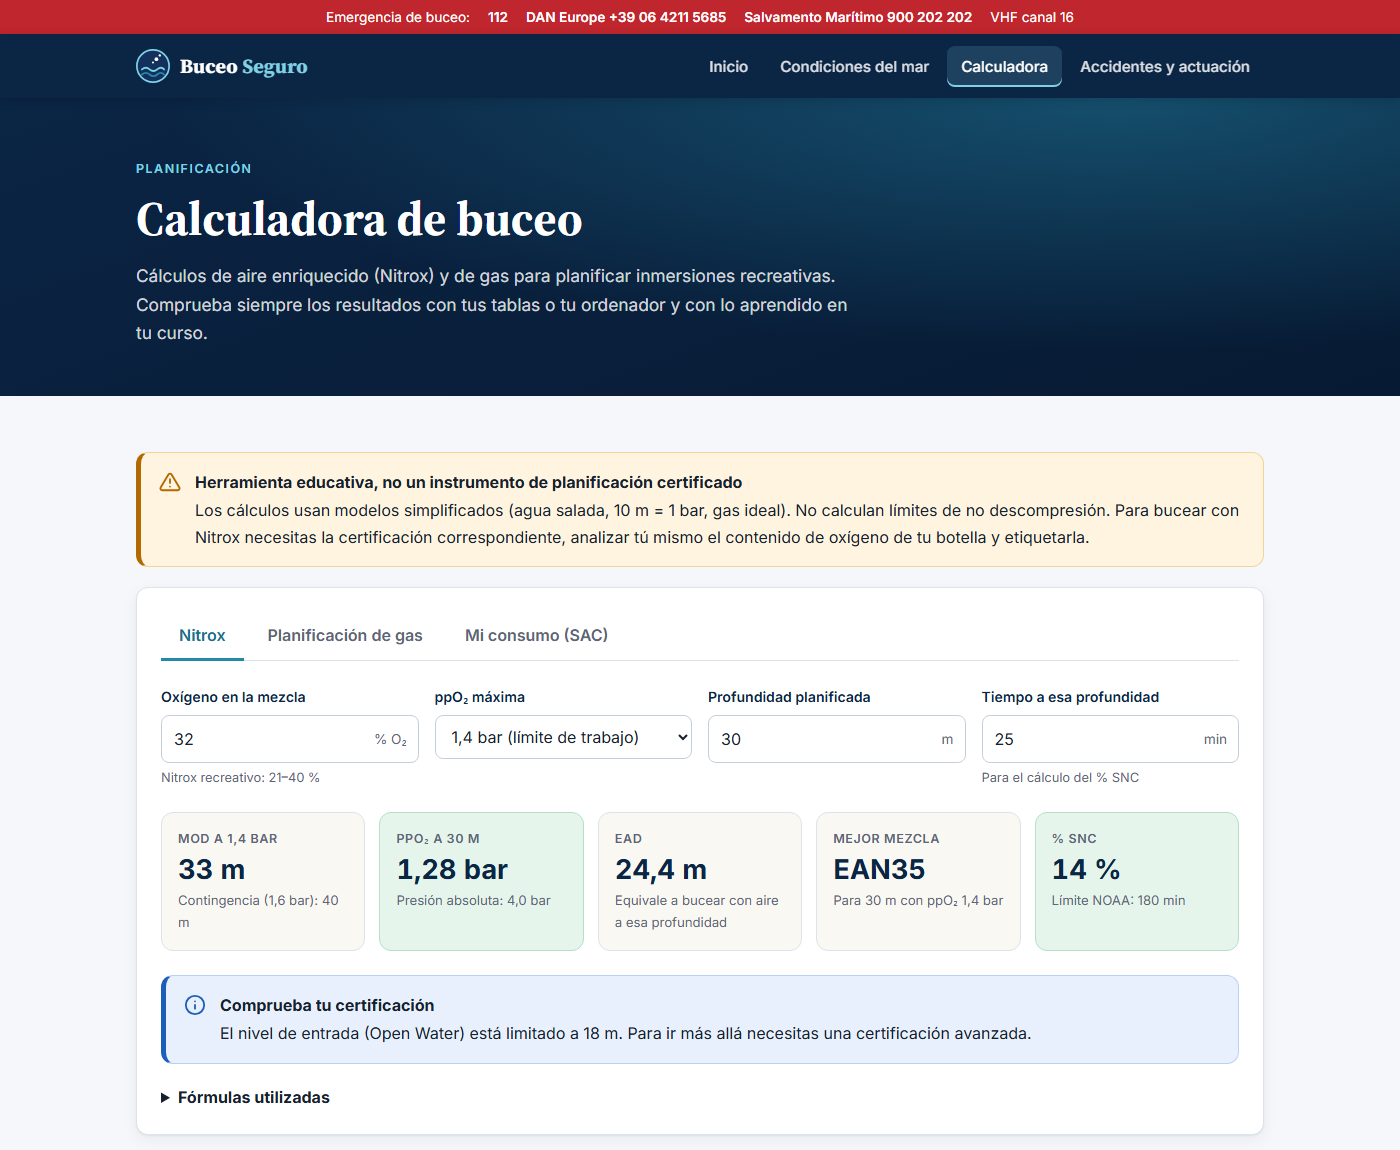 Emergencia de buceo: 112 DAN Europe +39 06 4211 5685 Salvamento Marítimo 900 202 202 VHF canal 16
Buceo Seguro
Inicio Condiciones del mar Calculadora Accidentes y actuación
PLANIFICACIÓN
Calculadora de buceo
Cálculos de aire enriquecido (Nitrox) y de gas para planificar inmersiones recreativas.
Comprueba siempre los resultados con tus tablas o tu ordenador y con lo aprendido en
tu curso.
Herramienta educativa, no un instrumento de planificación certificado
Los cálculos usan modelos simplificados (agua salada, 10 m = 1 bar, gas ideal). No calculan límites de no descompresión. Para bucear con
Nitrox necesitas la certificación correspondiente, analizar tú mismo el contenido de oxígeno de tu botella y etiquetarla.
Nitrox Planificación de gas Mi consumo (SAC)
Oxígeno en la mezcla ppO₂ máxima Profundidad planificada Tiempo a esa profundidad
32 % O₂ 1,4 bar (límite de trabajo) 30 m 25 min
Nitrox recreativo: 21–40 % Para el cálculo del % SNC
MOD A 1,4 BAR
33 m
Contingencia (1,6 bar): 40
m
PPO₂ A 30 M
1,28 bar
Presión absoluta: 4,0 bar
EAD
24,4 m
Equivale a bucear con aire
a esa profundidad
MEJOR MEZCLA
EAN35
Para 30 m con ppO₂ 1,4 bar
% SNC
14 %
Límite NOAA: 180 min
Comprueba tu certificación
El nivel de entrada (Open Water) está limitado a 18 m. Para ir más allá necesitas una certificación avanzada.
Fórmulas utilizadas